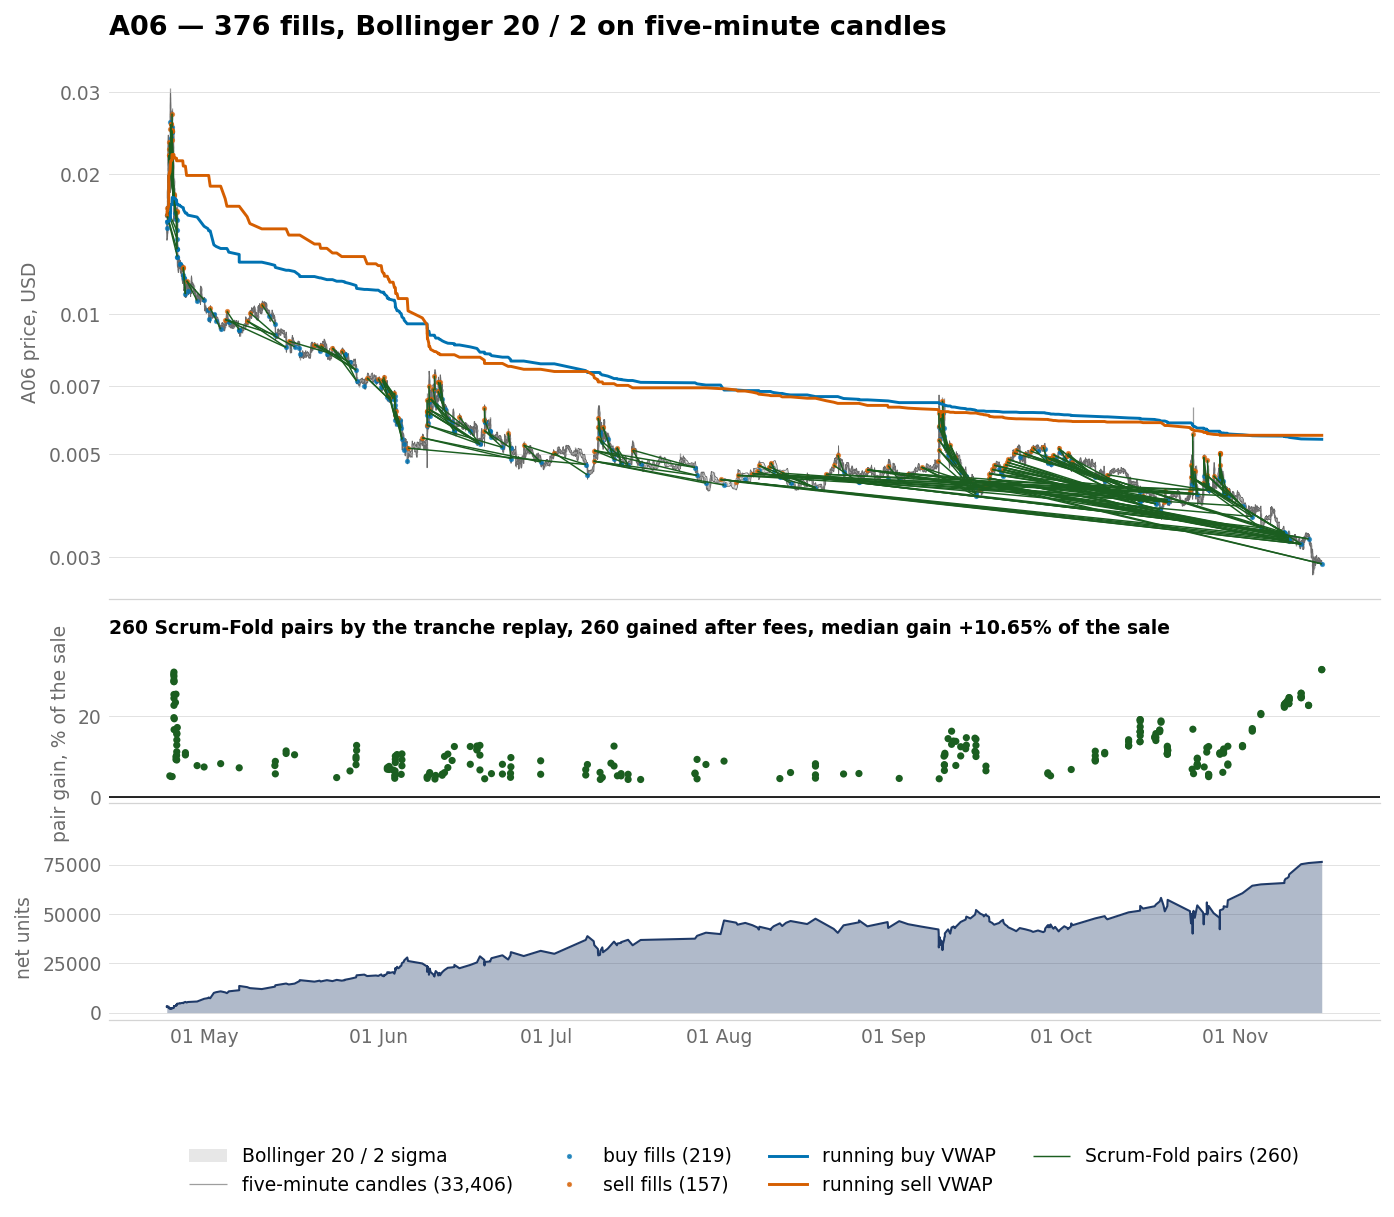 A06 — 376 fills, Bollinger 20 / 2 on five-minute candles
A06 price, USD
0.03
0.02
0.01
0.007
0.005
0.003
260 Scrum-Fold pairs by the tranche replay, 260 gained after fees, median gain +10.65% of the sale
pair gain, % of the sale
20
0
net units
75000
50000
25000
0
01 May
01 Jun
01 Jul
01 Aug
01 Sep
01 Oct
01 Nov
Bollinger 20 / 2 sigma
five-minute candles (33,406)
buy fills (219)
sell fills (157)
running buy VWAP
running sell VWAP
Scrum-Fold pairs (260)